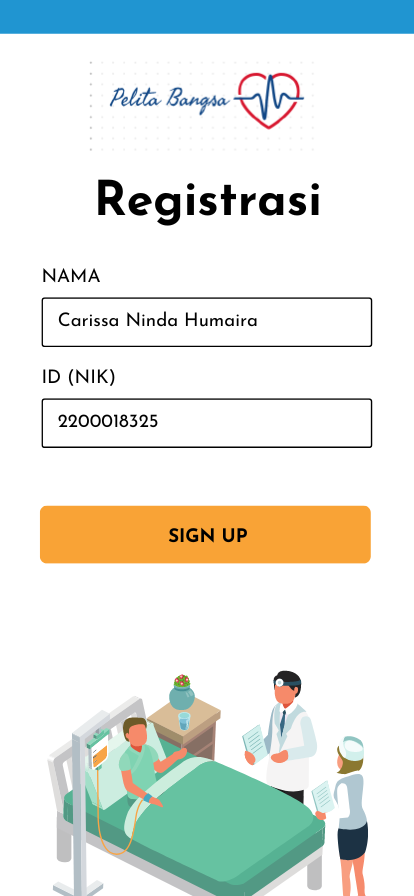 Pelita Bangsa
Registrasi
NAMA
Carissa Ninda Humaira
ID (NIK)
2200018325
SIGN UP